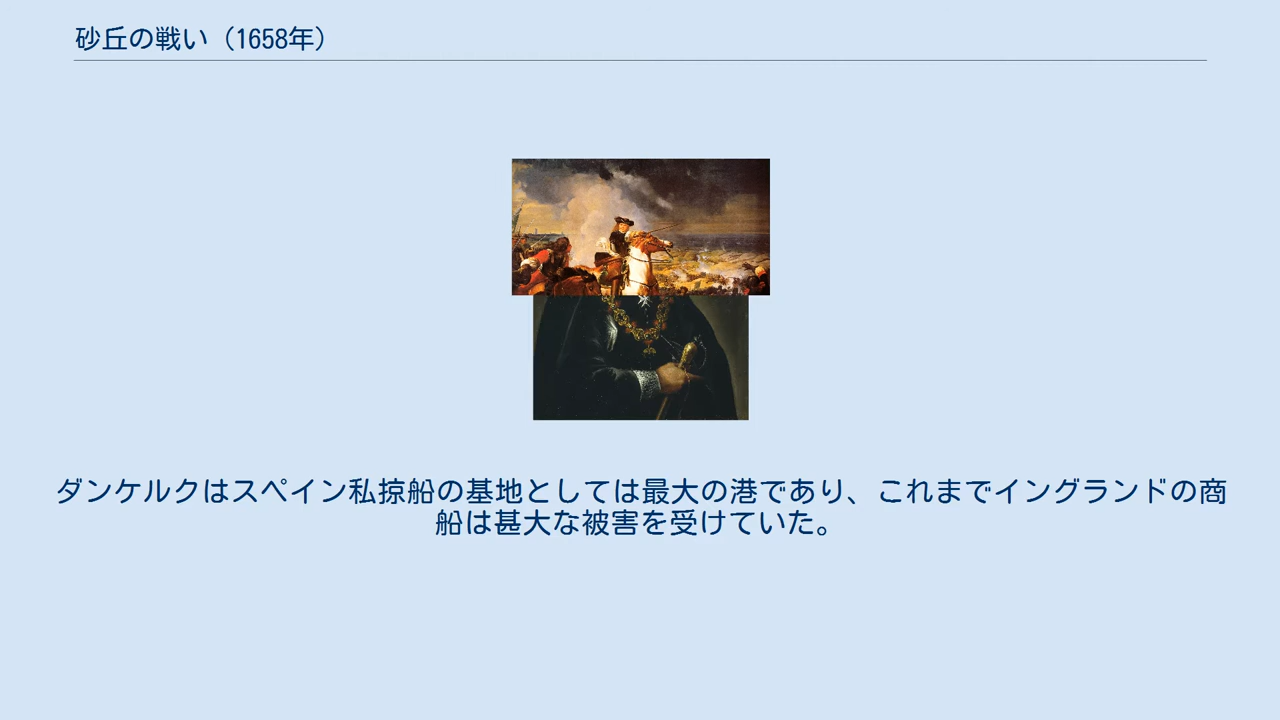 砂丘の戦い（1658年）
ダンケルクはスペイン私掠船の基地としては最大の港であり、これまでイングランドの商
船は甚大な被害を受けていた。